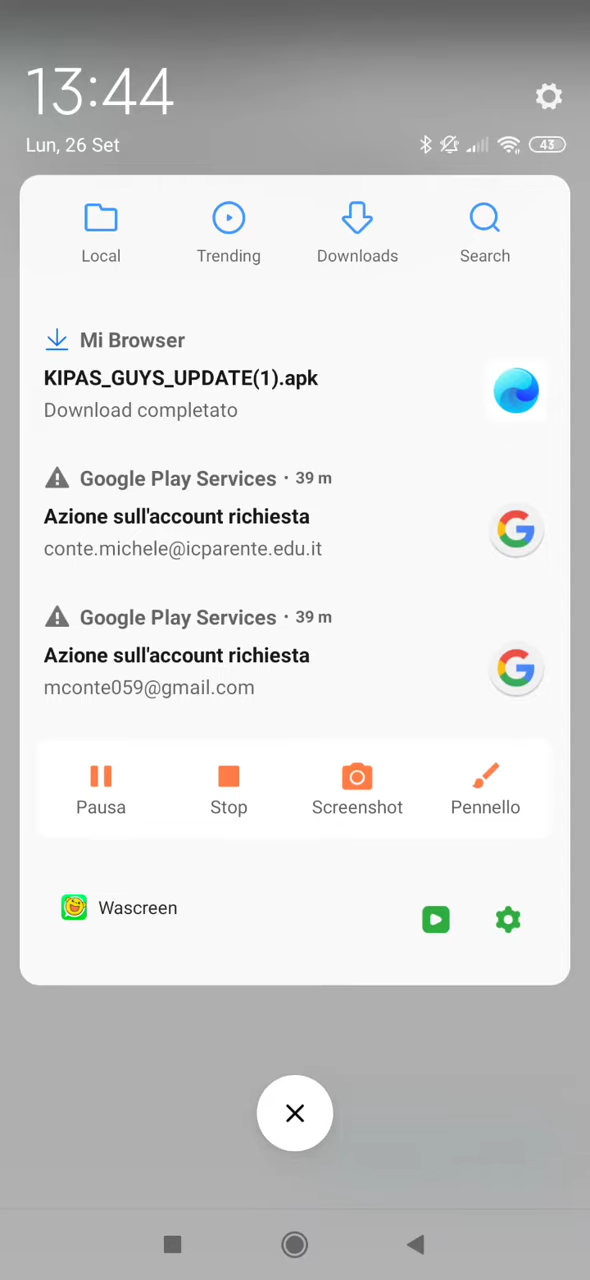 13:44
Lun, 26 Set
43
Local
Trending
Downloads
Search
Mi Browser
KIPAS_GUYS_UPDATE(1).apk
Download completato
Google Play Services · 39 m
Azione sull'account richiesta
conte.michele@icparente.edu.it
Google Play Services · 39 m
Azione sull'account richiesta
mconte059@gmail.com
Pausa
Stop
Screenshot
Pennello
Wascreen